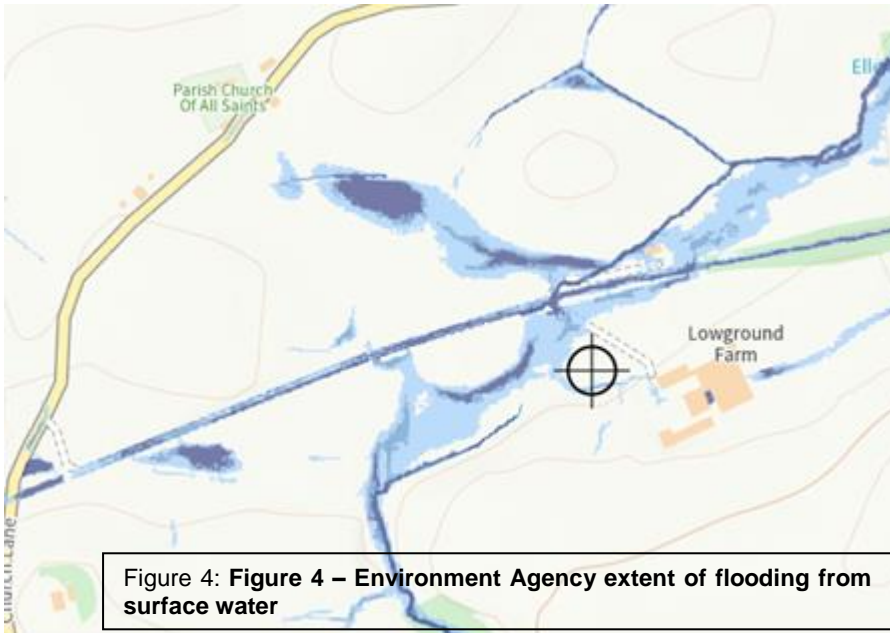 Parish Church
Of All Saints
Lowground
Farm
Church Lane
Figure 4: Figure 4 – Environment Agency extent of flooding from
surface water